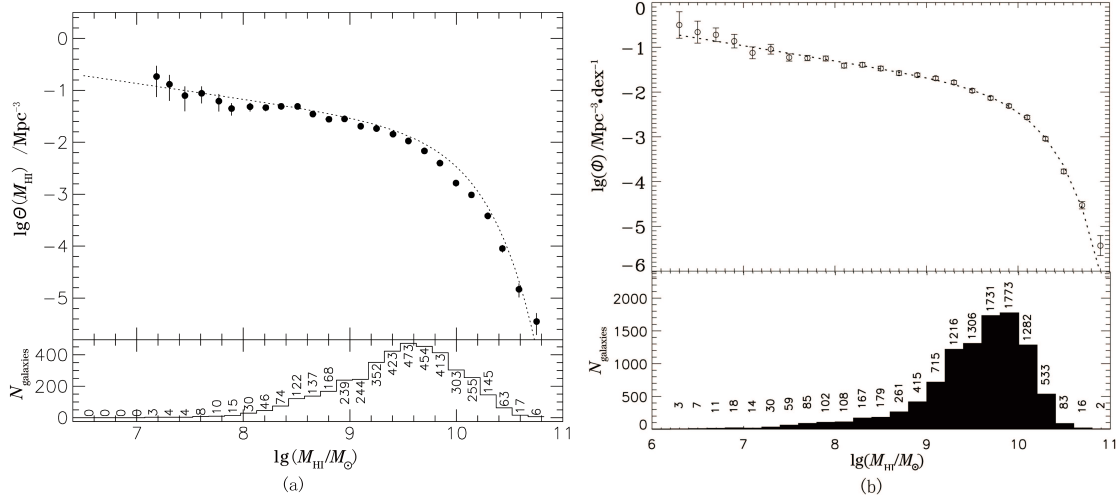 0
−1
−2
−3
−4
−5
lg Θ(M_HI) /Mpc⁻³
400
200
0
N_galaxies
0 0 0 0 3 4 4 8 10 15 30 46 74 122 137 168 239 244 352 423 473 454 413 303 255 145 63 17 6
7 8 9 10 11
lg (M_HI/M_⊙)
(a)
0
−1
−2
−3
−4
−5
−6
lg(Φ) /Mpc⁻³•dex⁻¹
2000
1500
1000
500
0
N_galaxies
3 7 11 18 14 30 59 85 102 108 167 179 261 415 715 1216 1306 1731 1773 1282 533 83 16 2
6 7 8 9 10 11
lg(M_HI/M_⊙)
(b)